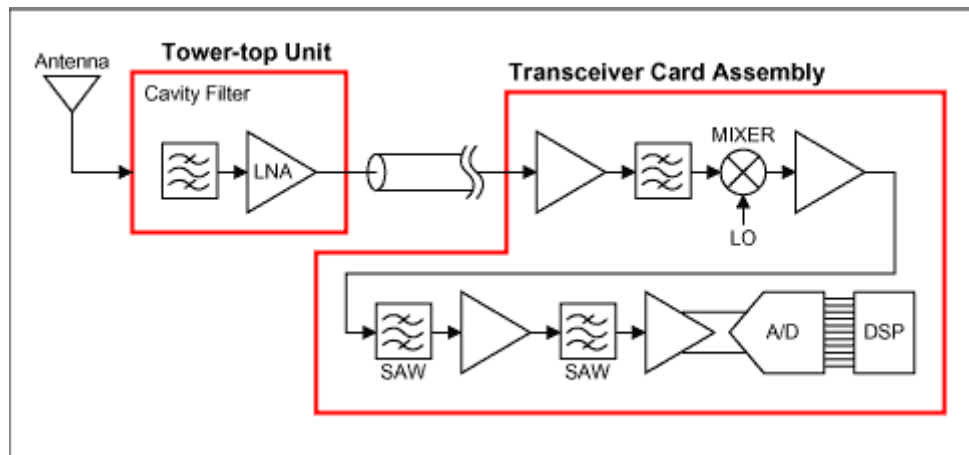 Tower-top Unit
Antenna
Transceiver Card Assembly
Cavity Filter
MIXER
LNA
LO
A/D
DSP
SAW
SAW